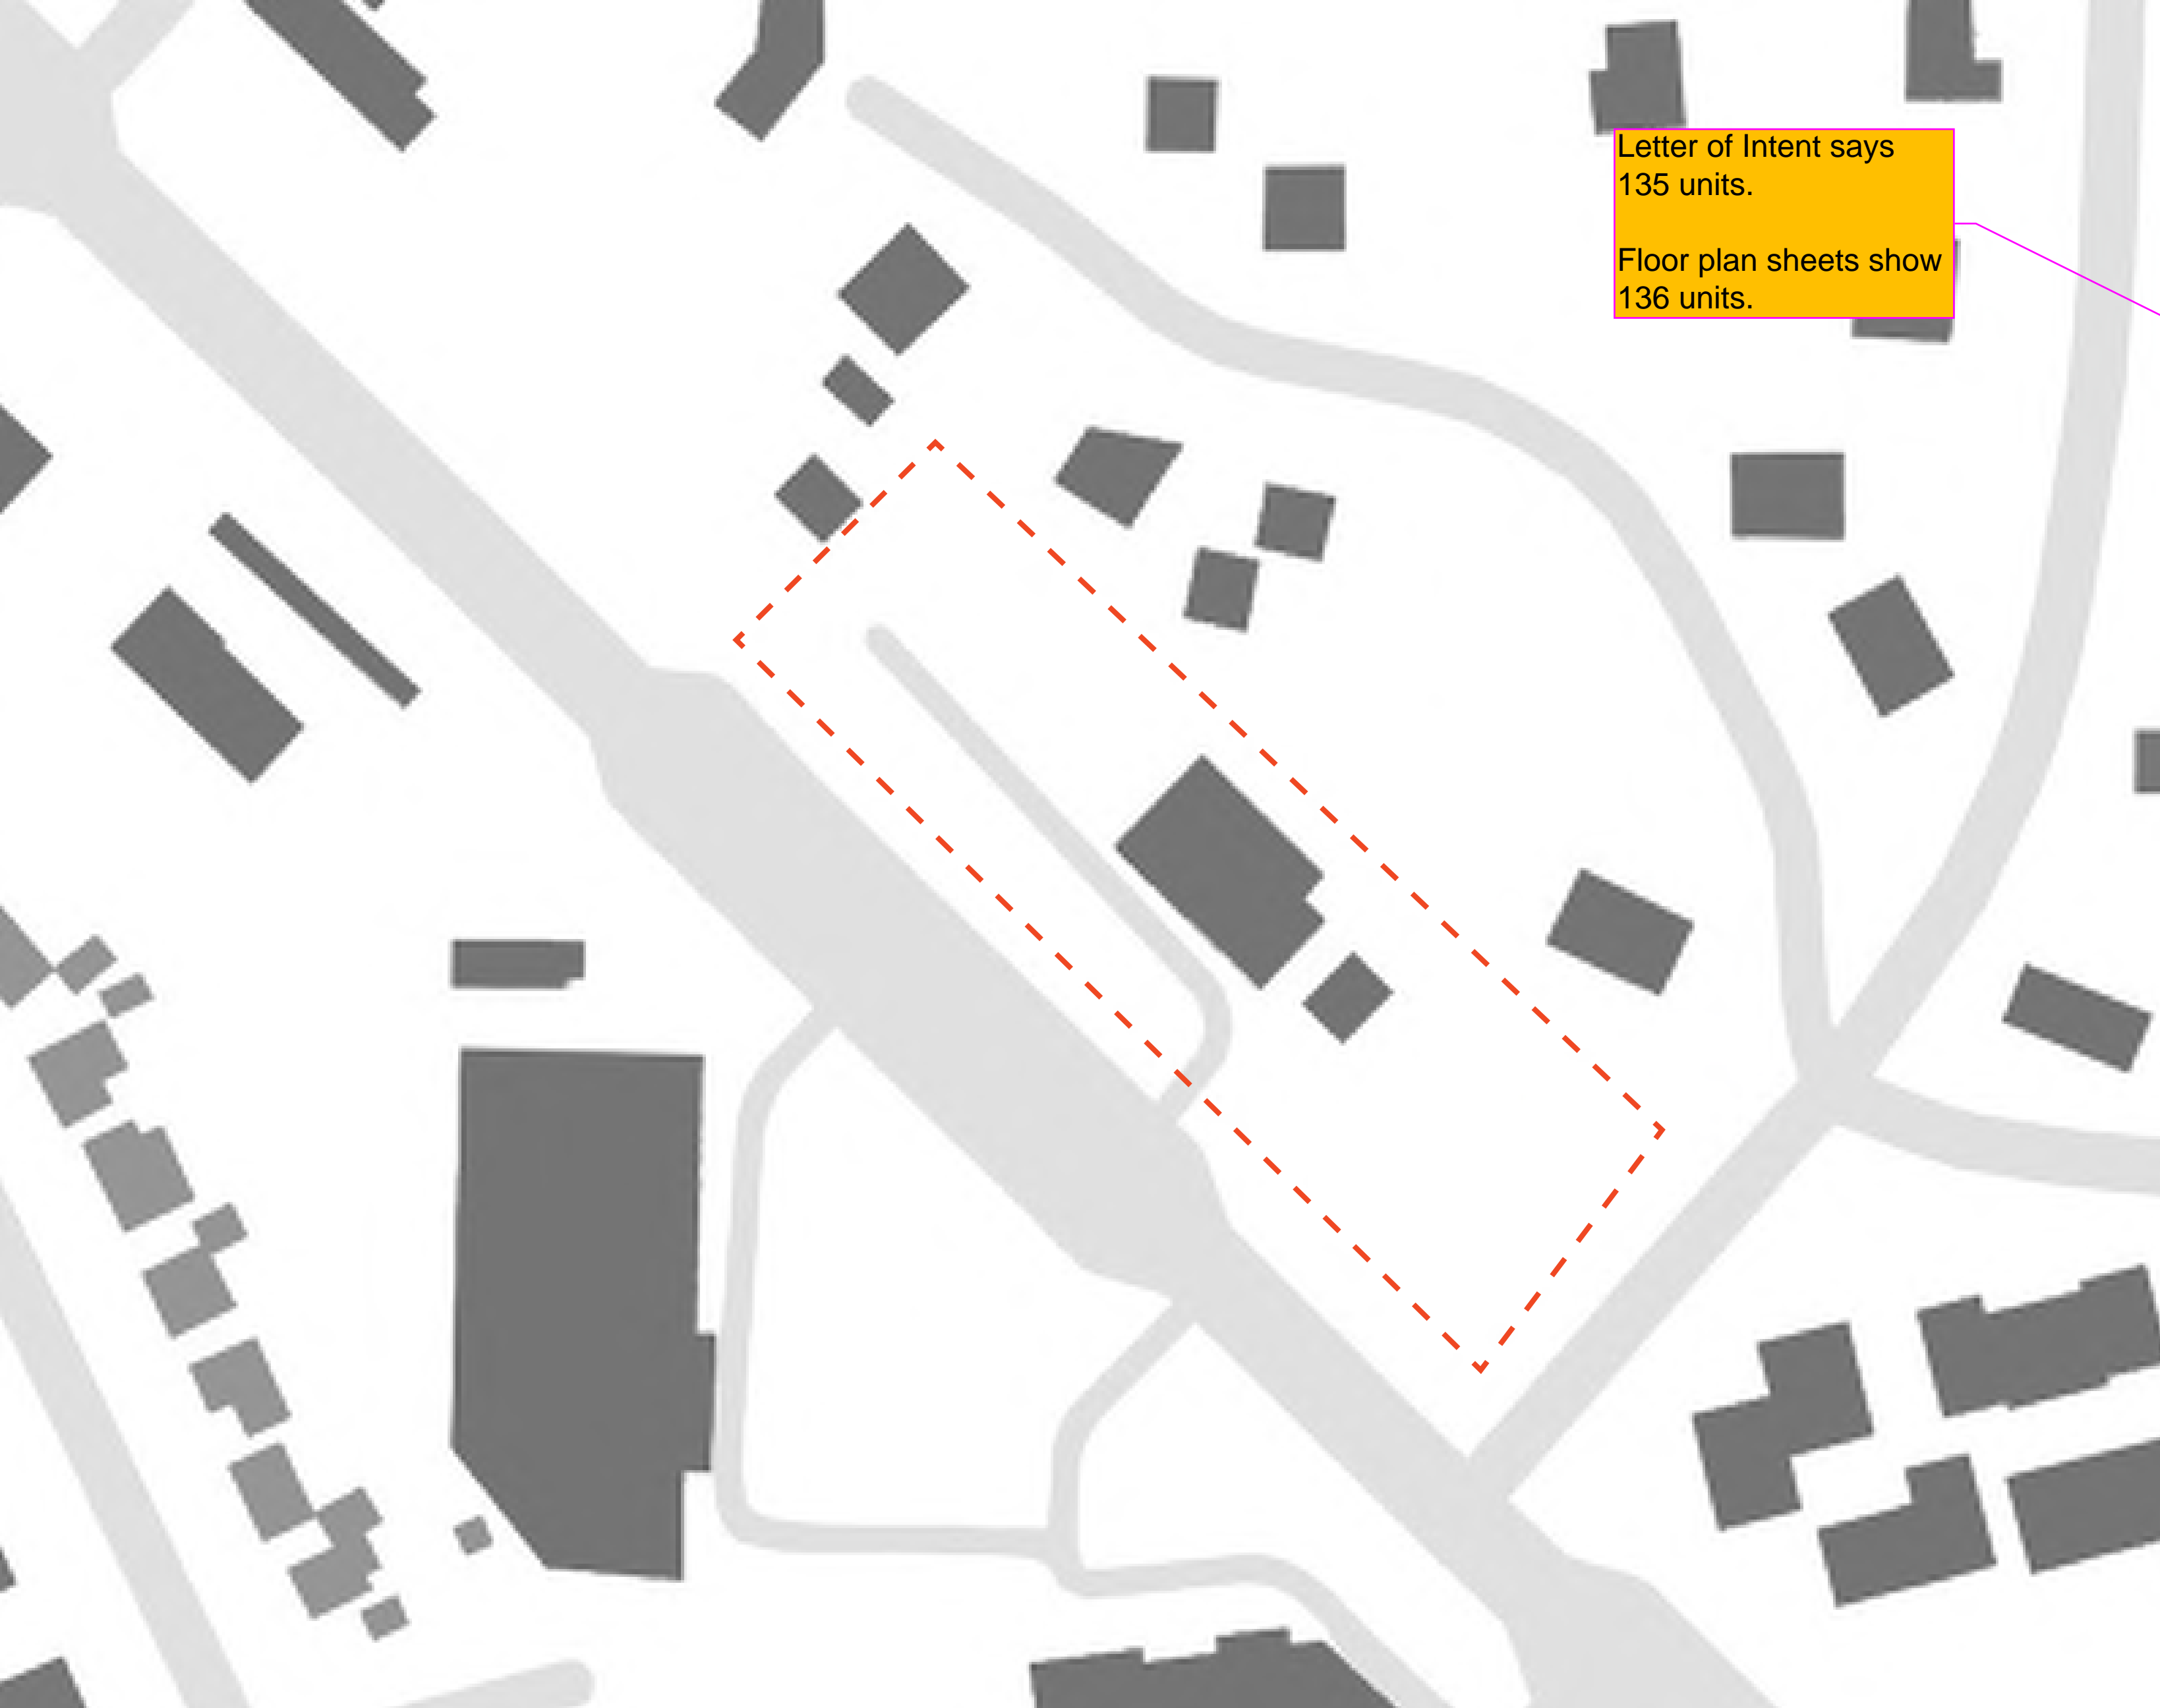 Letter of Intent says
135 units.
Floor plan sheets show
136 units.